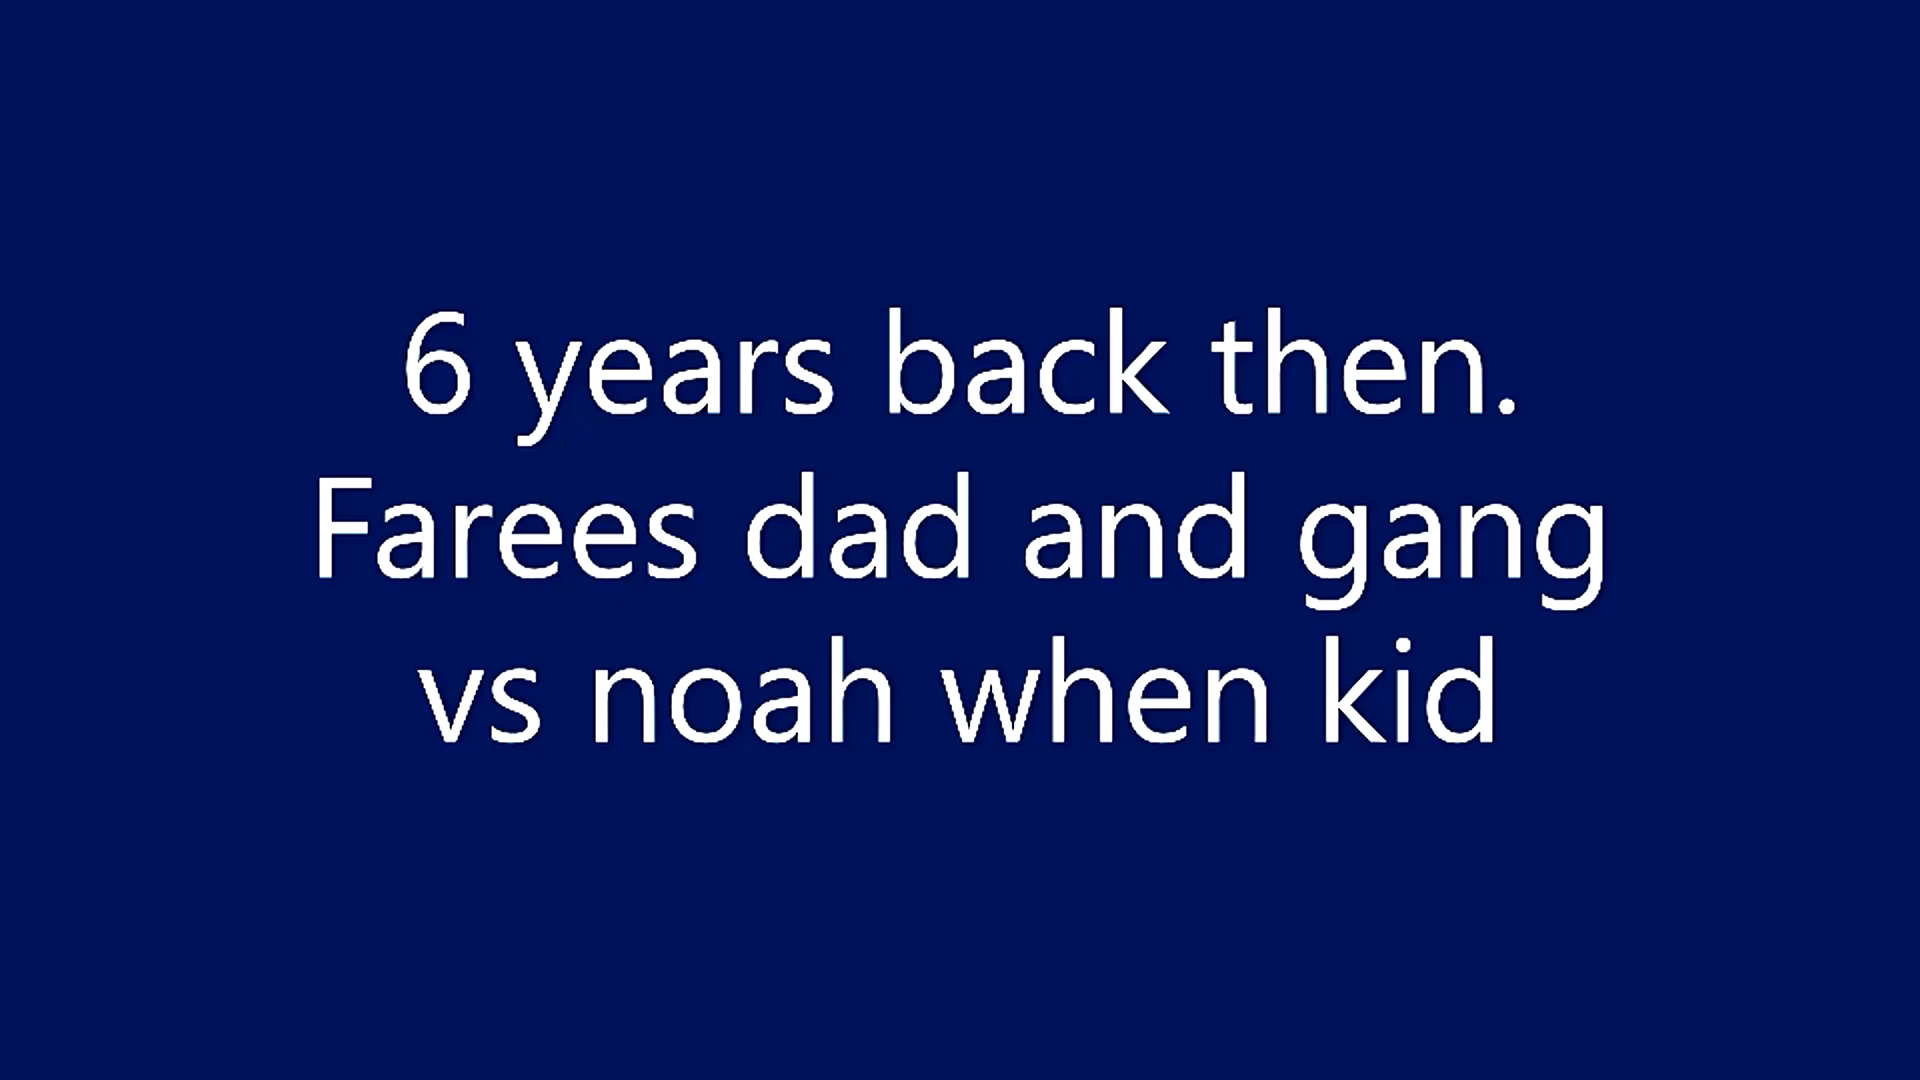 6 years back then.
Farees dad and gang
vs noah when kid